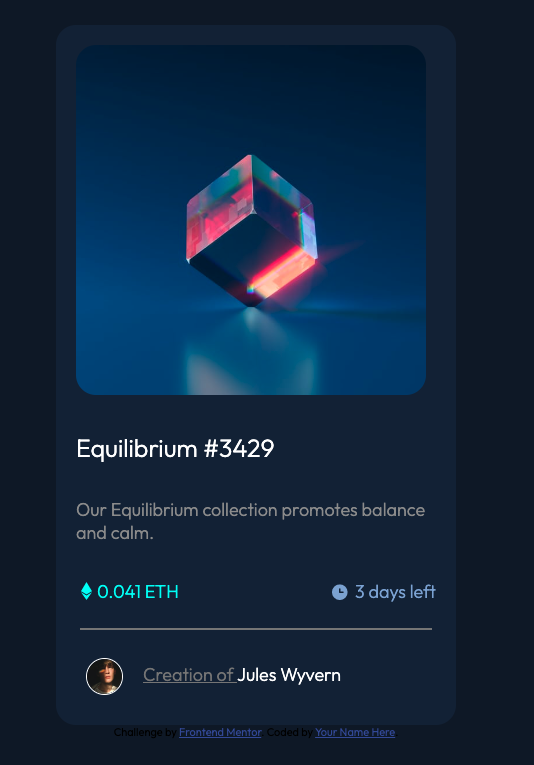 Equilibrium #3429
Our Equilibrium collection promotes balance
and calm.
0.041 ETH
3 days left
Creation of Jules Wyvern
Challenge by Frontend Mentor. Coded by Your Name Here.